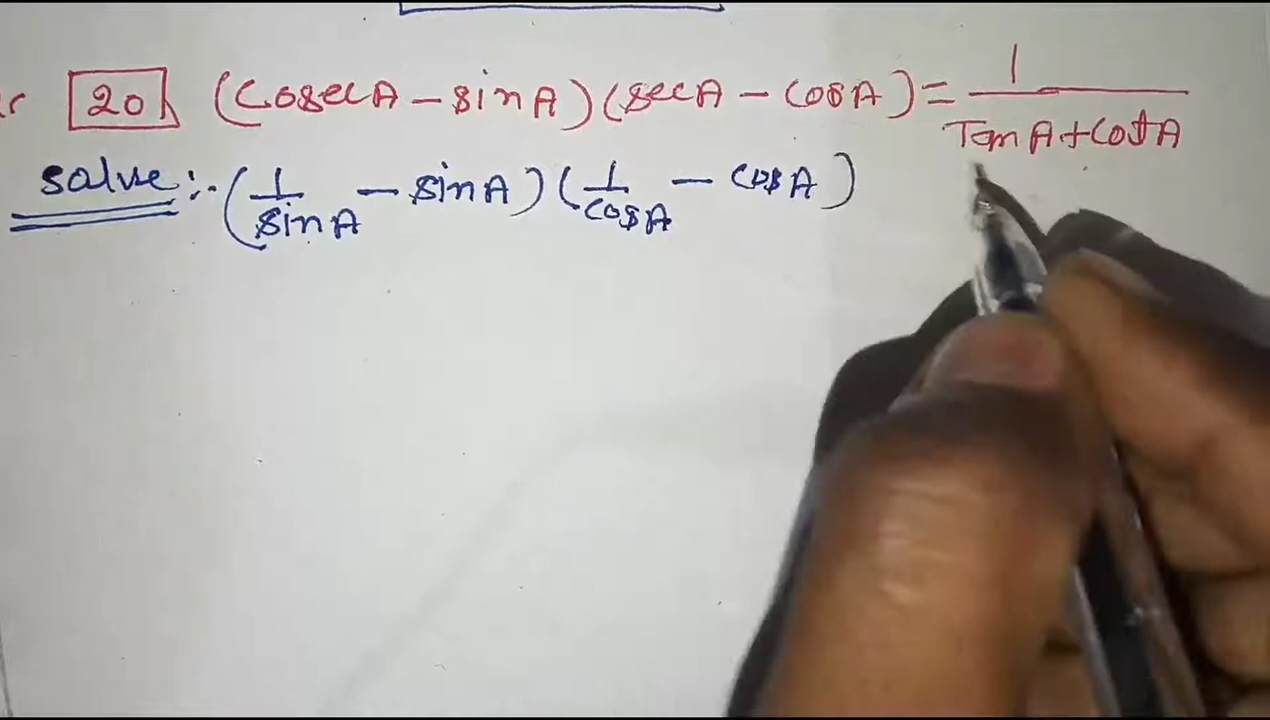 20) (CosecA - sinA)(secA - CosA) = 1/(TanA + CotA)
Solve :- (1/sinA - sinA)(1/cosA - cosA)